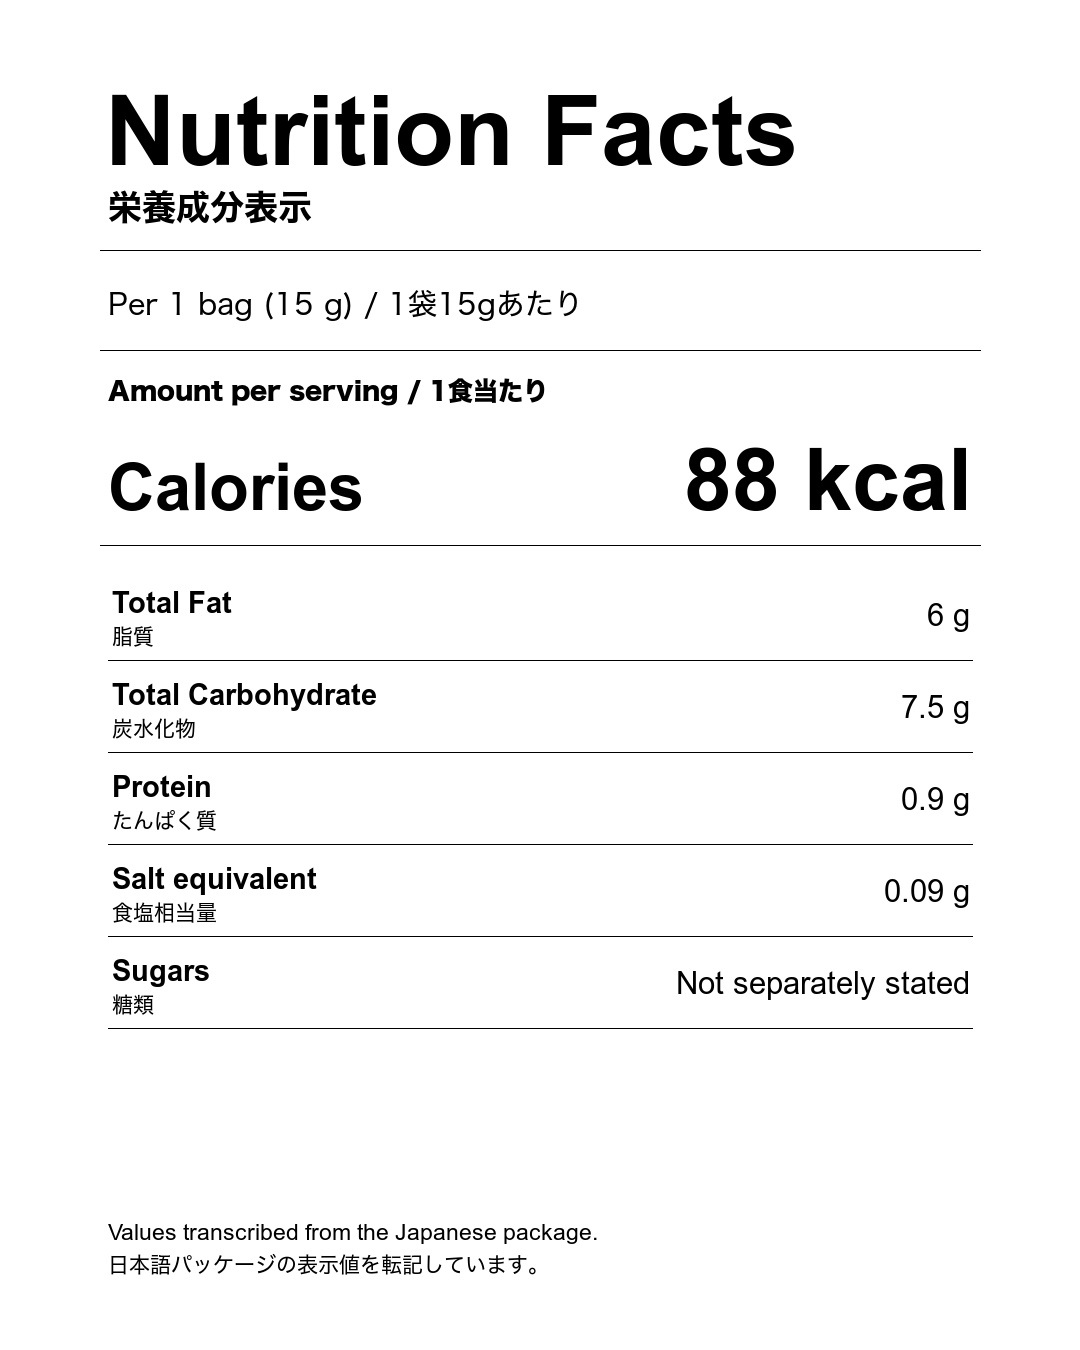 Nutrition Facts
栄養成分表示
Per 1 bag (15 g) / 1袋15gあたり
Amount per serving / 1食当たり
Calories 88 kcal
Total Fat 6 g
脂質
Total Carbohydrate 7.5 g
炭水化物
Protein 0.9 g
たんぱく質
Salt equivalent 0.09 g
食塩相当量
Sugars Not separately stated
糖類
Values transcribed from the Japanese package.
日本語パッケージの表示値を転記しています。